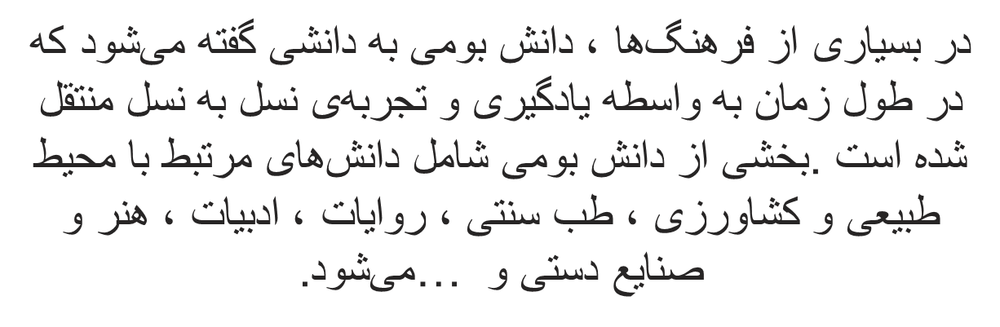 در بسیاری از فرهنگ‌ها ، دانش بومی به دانشی گفته می‌شود که
در طول زمان به واسطه یادگیری و تجربه‌ی نسل به نسل منتقل
شده است .بخشی از دانش بومی شامل دانش‌های مرتبط با محیط
طبیعی و کشاورزی ، طب سنتی ، روایات ، ادبیات ، هنر و
صنایع دستی و  ...می‌شود.